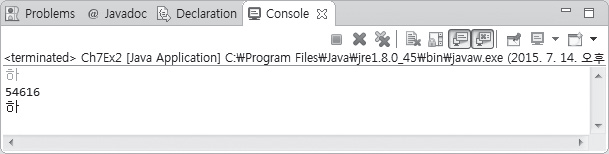 Problems @ Javadoc Declaration Console
<terminated> Ch7Ex2 [Java Application] C:₩Program Files₩Java₩jre1.8.0_45₩bin₩javaw.exe (2015. 7. 14. 오후
하
54616
하